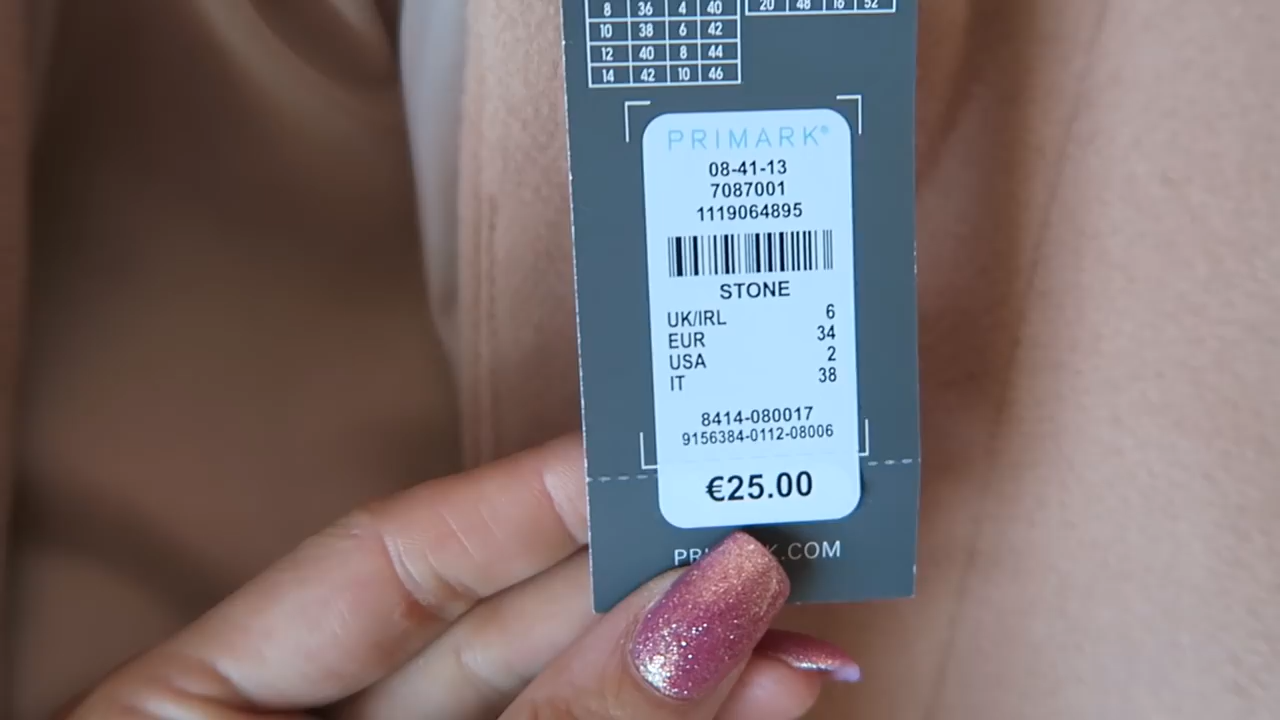 8 36 4 40
20 48 16 52
10 38 6 42
12 40 8 44
14 42 10 46
PRIMARK®
08-41-13
7087001
1119064895
STONE
UK/IRL 6
EUR 34
USA 2
IT 38
8414-080017
9156384-0112-08006
€25.00
PR K.COM